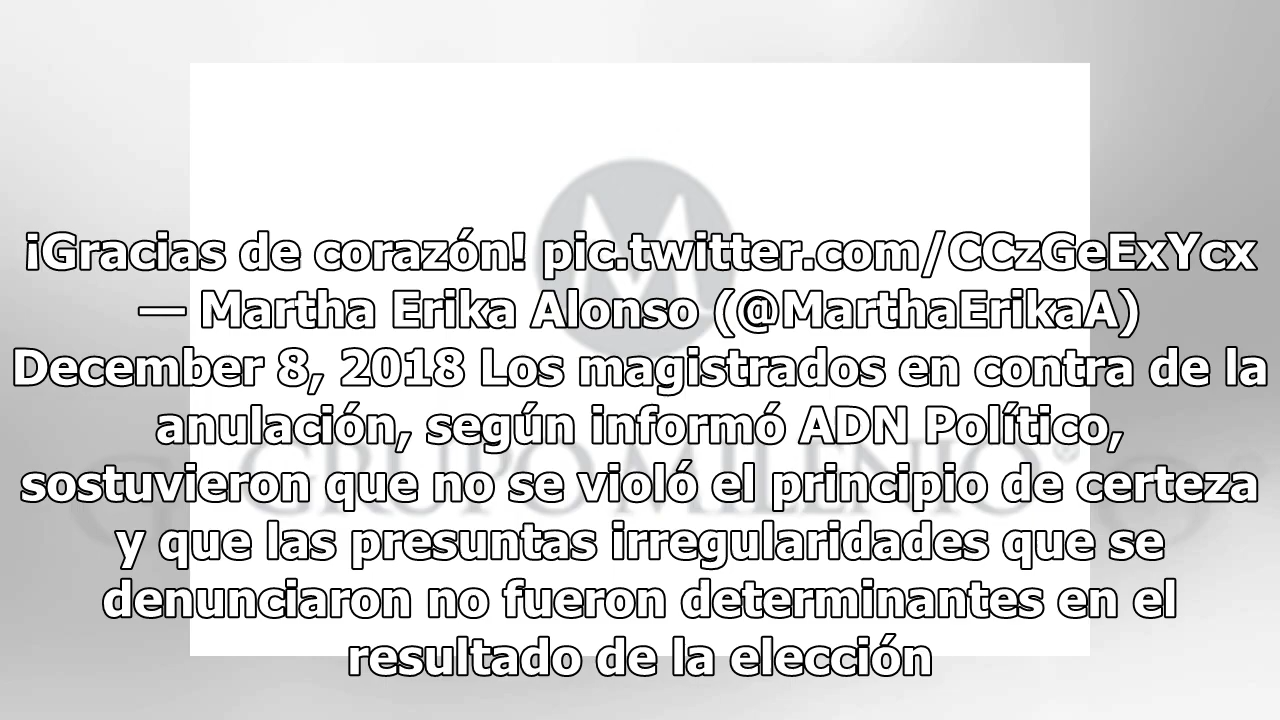 ¡Gracias de corazón! pic.twitter.com/CCzGeExYcx
— Martha Erika Alonso (@MarthaErikaA)
December 8, 2018 Los magistrados en contra de la
anulación, según informó ADN Político,
GRUPO MILENIO®
sostuvieron que no se violó el principio de certeza
y que las presuntas irregularidades que se
denunciaron no fueron determinantes en el
resultado de la elección